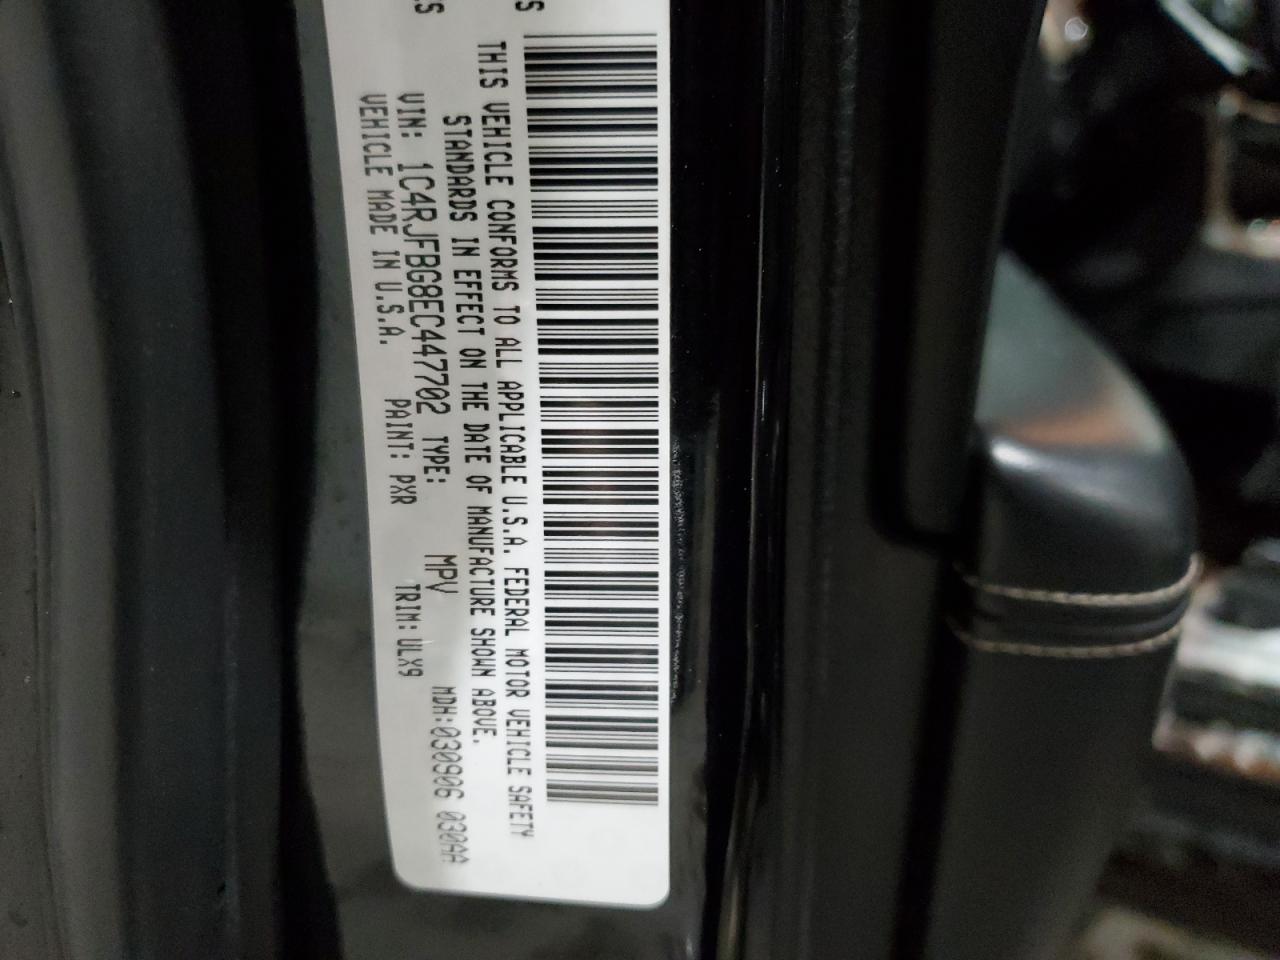 THIS VEHICLE CONFORMS TO ALL APPLICABLE U.S.A. FEDERAL MOTOR VEHICLE SAFETY
STANDARDS IN EFFECT ON THE DATE OF MANUFACTURE SHOWN ABOVE.
VIN: 1C4RJFBG8EC447702 TYPE: MPV MDH:030906 030AA
VEHICLE MADE IN U.S.A. PAINT: PXR TRIM: ULX9